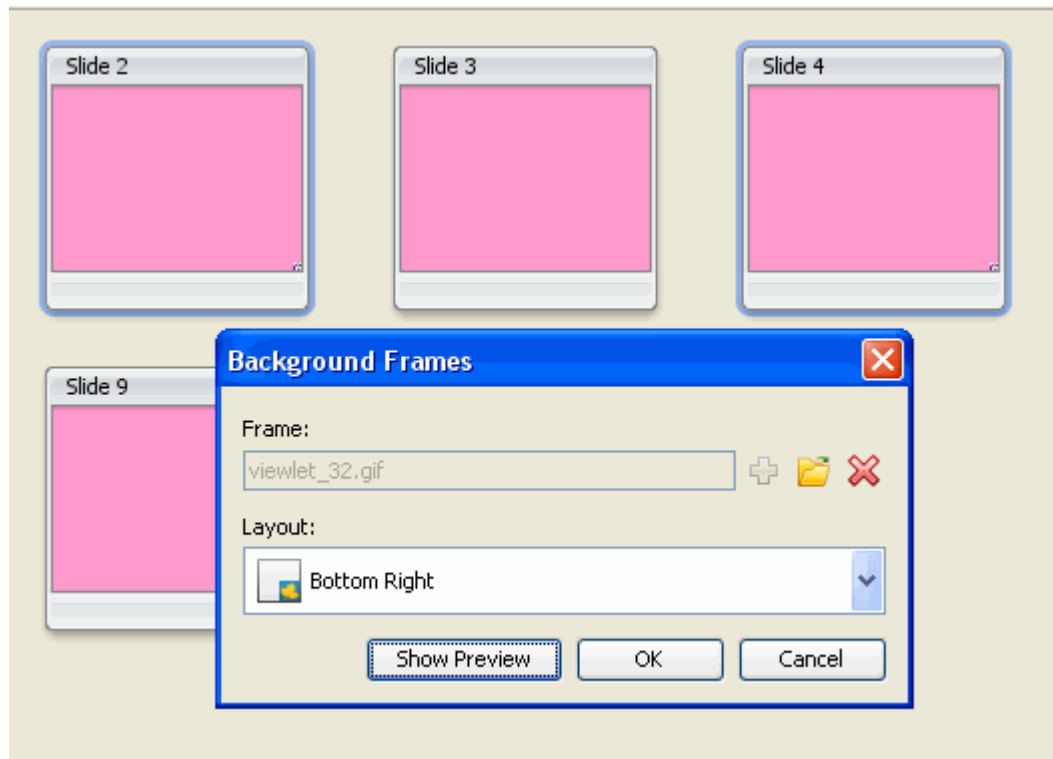 Slide 2
Slide 3
Slide 4
Slide 9
Background Frames
Frame:
viewlet_32.gif
Layout:
Bottom Right
Show Preview
OK
Cancel